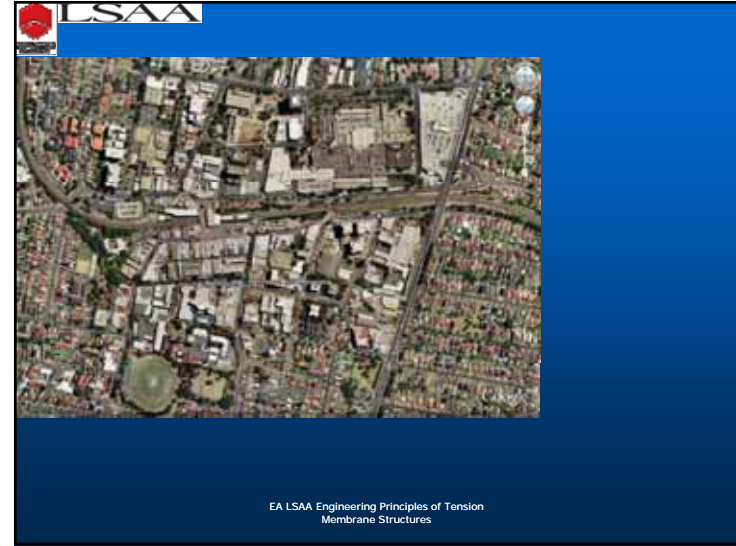 LSAA
EA LSAA Engineering Principles of Tension
Membrane Structures